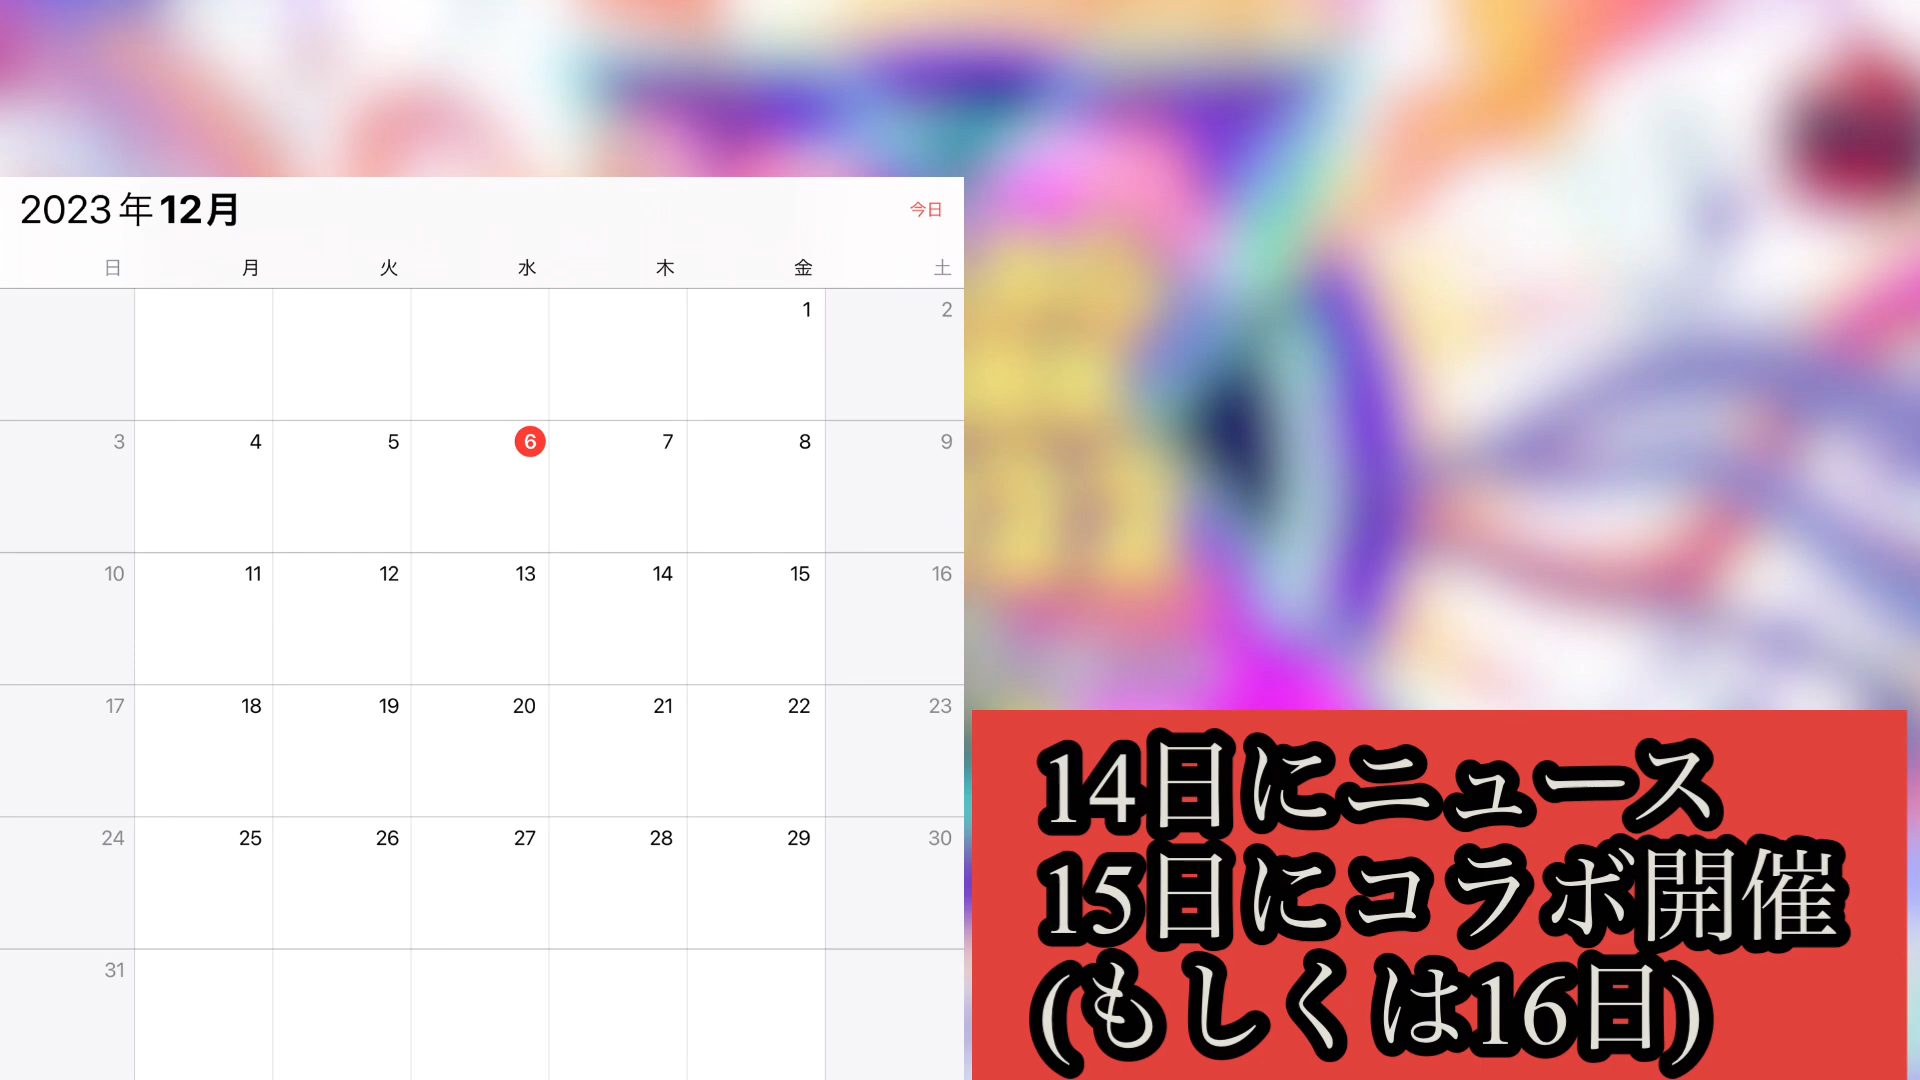 2023年12月
今日
日 月 火 水 木 金 土
1 2
3 4 5 6 7 8 9
10 11 12 13 14 15 16
17 18 19 20 21 22 23
24 25 26 27 28 29 30
31
14日にニュース
15日にコラボ開催
(もしくは16日)